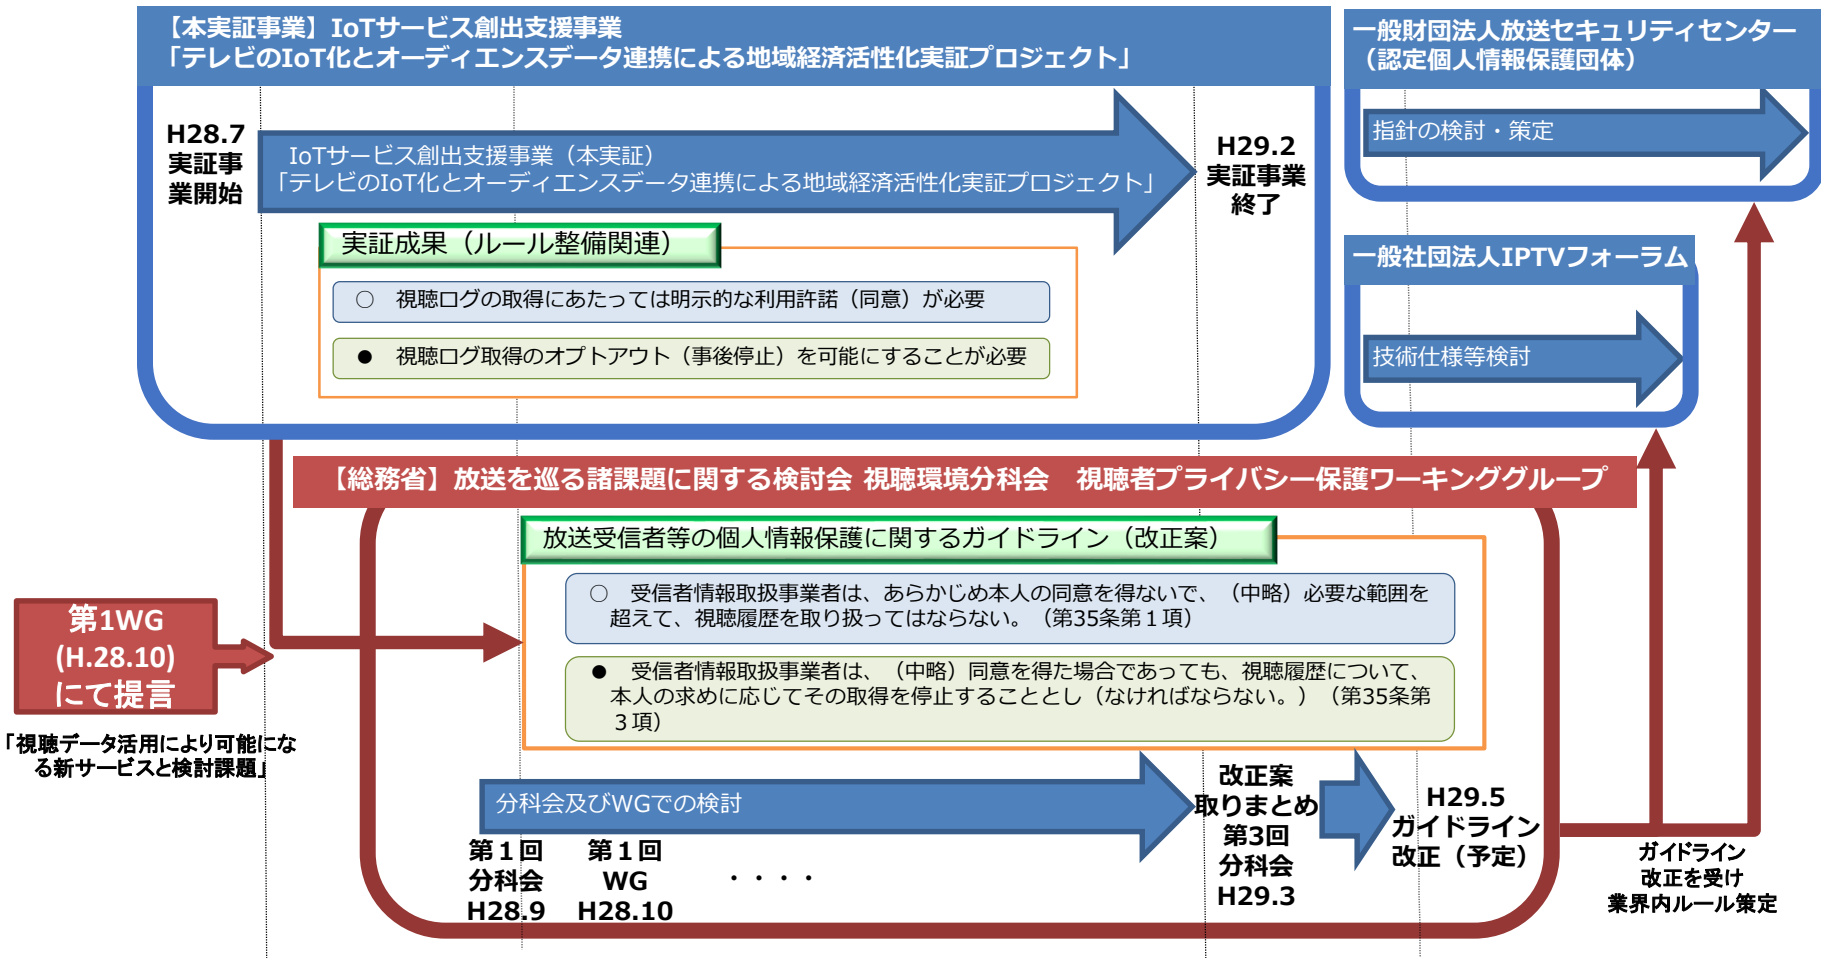 【本実証事業】IoTサービス創出支援事業
「テレビのIoT化とオーディエンスデータ連携による地域経済活性化実証プロジェクト」
H28.7
実証事
業開始
IoTサービス創出支援事業（本実証）
「テレビのIoT化とオーディエンスデータ連携による地域経済活性化実証プロジェクト」
H29.2
実証事業
終了
実証成果（ルール整備関連）
○　視聴ログの取得にあたっては明示的な利用許諾（同意）が必要
●　視聴ログ取得のオプトアウト（事後停止）を可能にすることが必要
一般財団法人放送セキュリティセンター
（認定個人情報保護団体）
指針の検討・策定
一般社団法人IPTVフォーラム
技術仕様等検討
【総務省】放送を巡る諸課題に関する検討会 視聴環境分科会　視聴者プライバシー保護ワーキンググループ
放送受信者等の個人情報保護に関するガイドライン（改正案）
○　受信者情報取扱事業者は、あらかじめ本人の同意を得ないで、（中略）必要な範囲を
超えて、視聴履歴を取り扱ってはならない。（第35条第１項）
●　受信者情報取扱事業者は、（中略）同意を得た場合であっても、視聴履歴について、
本人の求めに応じてその取得を停止することとし（なければならない。）（第35条第
３項）
第1WG
(H.28.10)
にて提言
「視聴データ活用により可能にな
る新サービスと検討課題」
分科会及びWGでの検討
第１回
分科会
H28.9
第１回
WG
H28.10
・・・・
改正案
取りまとめ
第3回
分科会
H29.3
H29.5
ガイドライン
改正（予定）
ガイドライン
改正を受け
業界内ルール策定